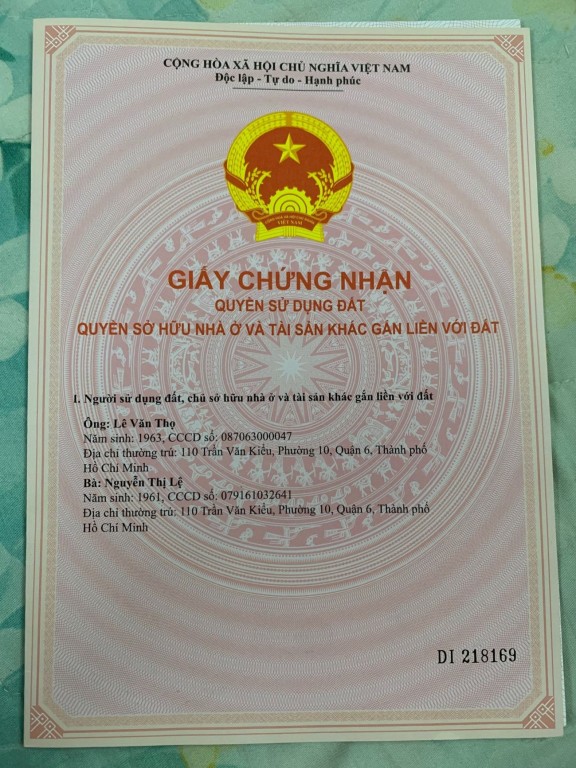 CỘNG HÒA XÃ HỘI CHỦ NGHĨA VIỆT NAM
Độc lập - Tự do - Hạnh phúc
VIỆT NAM
GIẤY CHỨNG NHẬN
QUYỀN SỬ DỤNG ĐẤT
QUYỀN SỞ HỮU NHÀ Ở VÀ TÀI SẢN KHÁC GẮN LIỀN VỚI ĐẤT
I. Người sử dụng đất, chủ sở hữu nhà ở và tài sản khác gắn liền với đất
Ông: Lê Văn Thọ
Năm sinh: 1963, CCCD số: 087063000047
Địa chỉ thường trú: 110 Trần Văn Kiểu, Phường 10, Quận 6, Thành phố
Hồ Chí Minh
Bà: Nguyễn Thị Lệ
Năm sinh: 1961, CCCD số: 079161032641
Địa chỉ thường trú: 110 Trần Văn Kiểu, Phường 10, Quận 6, Thành phố
Hồ Chí Minh
DI 218169